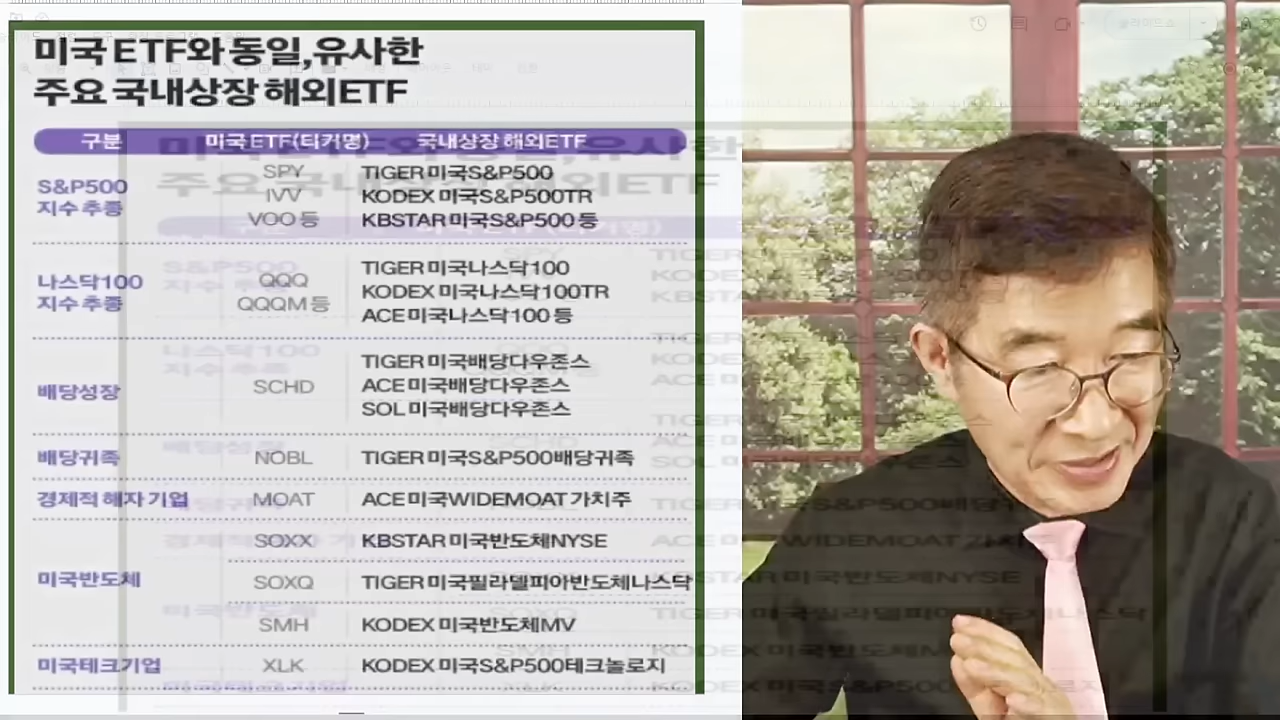 미국 ETF와 동일,유사한
주요 국내상장 해외ETF
구분 미국 ETF(티커명) 국내상장 해외ETF
S&P500 지수 추종
SPY TIGER 미국S&P500
IVV KODEX 미국S&P500TR
VOO 등 KBSTAR 미국S&P500 등
나스닥100 지수 추종
QQQ TIGER 미국나스닥100
QQQM 등 KODEX 미국나스닥100TR
ACE 미국나스닥100 등
배당성장 SCHD TIGER 미국배당다우존스
ACE 미국배당다우존스
SOL 미국배당다우존스
배당귀족 NOBL TIGER 미국S&P500배당귀족
경제적 해자 기업 MOAT ACE 미국WIDEMOAT가치주
미국반도체
SOXX KBSTAR 미국반도체NYSE
SOXQ TIGER 미국필라델피아반도체나스닥
SMH KODEX 미국반도체MV
미국테크기업 XLK KODEX 미국S&P500테크놀로지